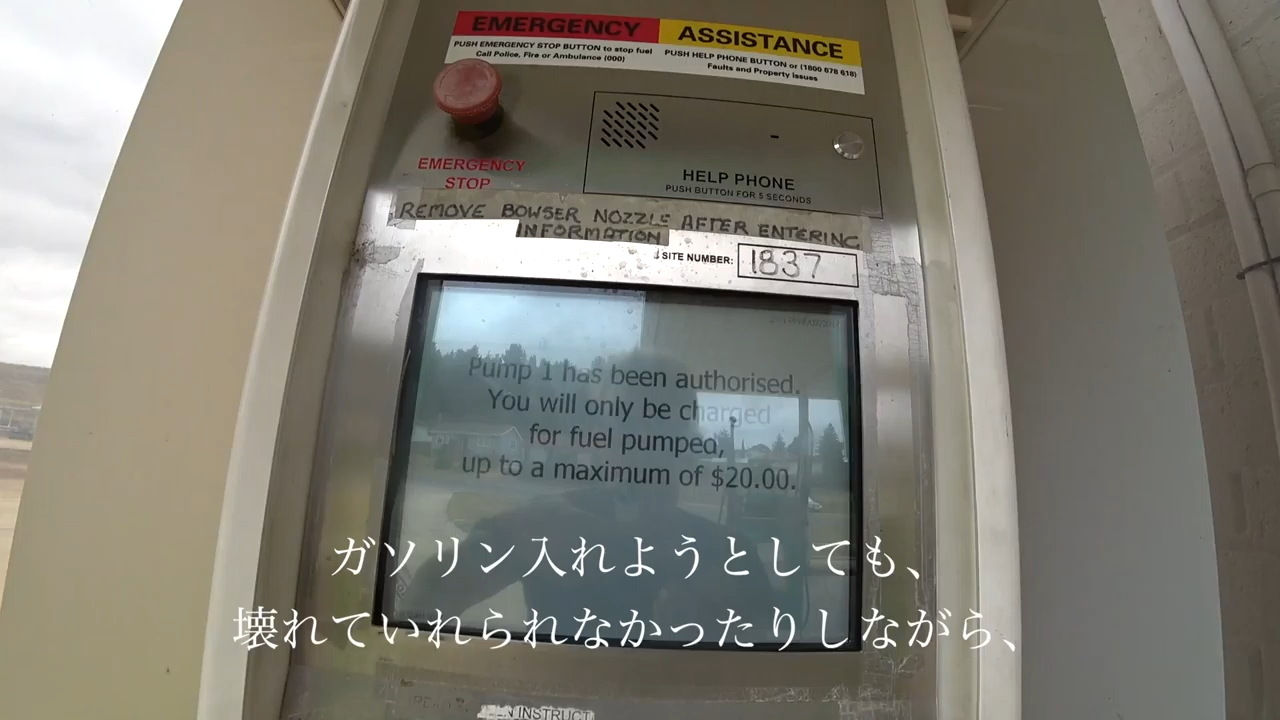 EMERGENCY
ASSISTANCE
PUSH EMERGENCY STOP BUTTON to stop fuel
Call Police, Fire or Ambulance (000)
PUSH HELP PHONE BUTTON or (1800 678 618)
Faults and Property issues
EMERGENCY
STOP
HELP PHONE
PUSH BUTTON FOR 5 SECONDS
REMOVE BOWSER NOZZLE AFTER ENTERING
INFORMATION
SITE NUMBER: 1837
Pump 1 has been authorised.
You will only be charged
for fuel pumped,
up to a maximum of $20.00.
ガソリン入れようとしても、
壊れていれられなかったりしながら、